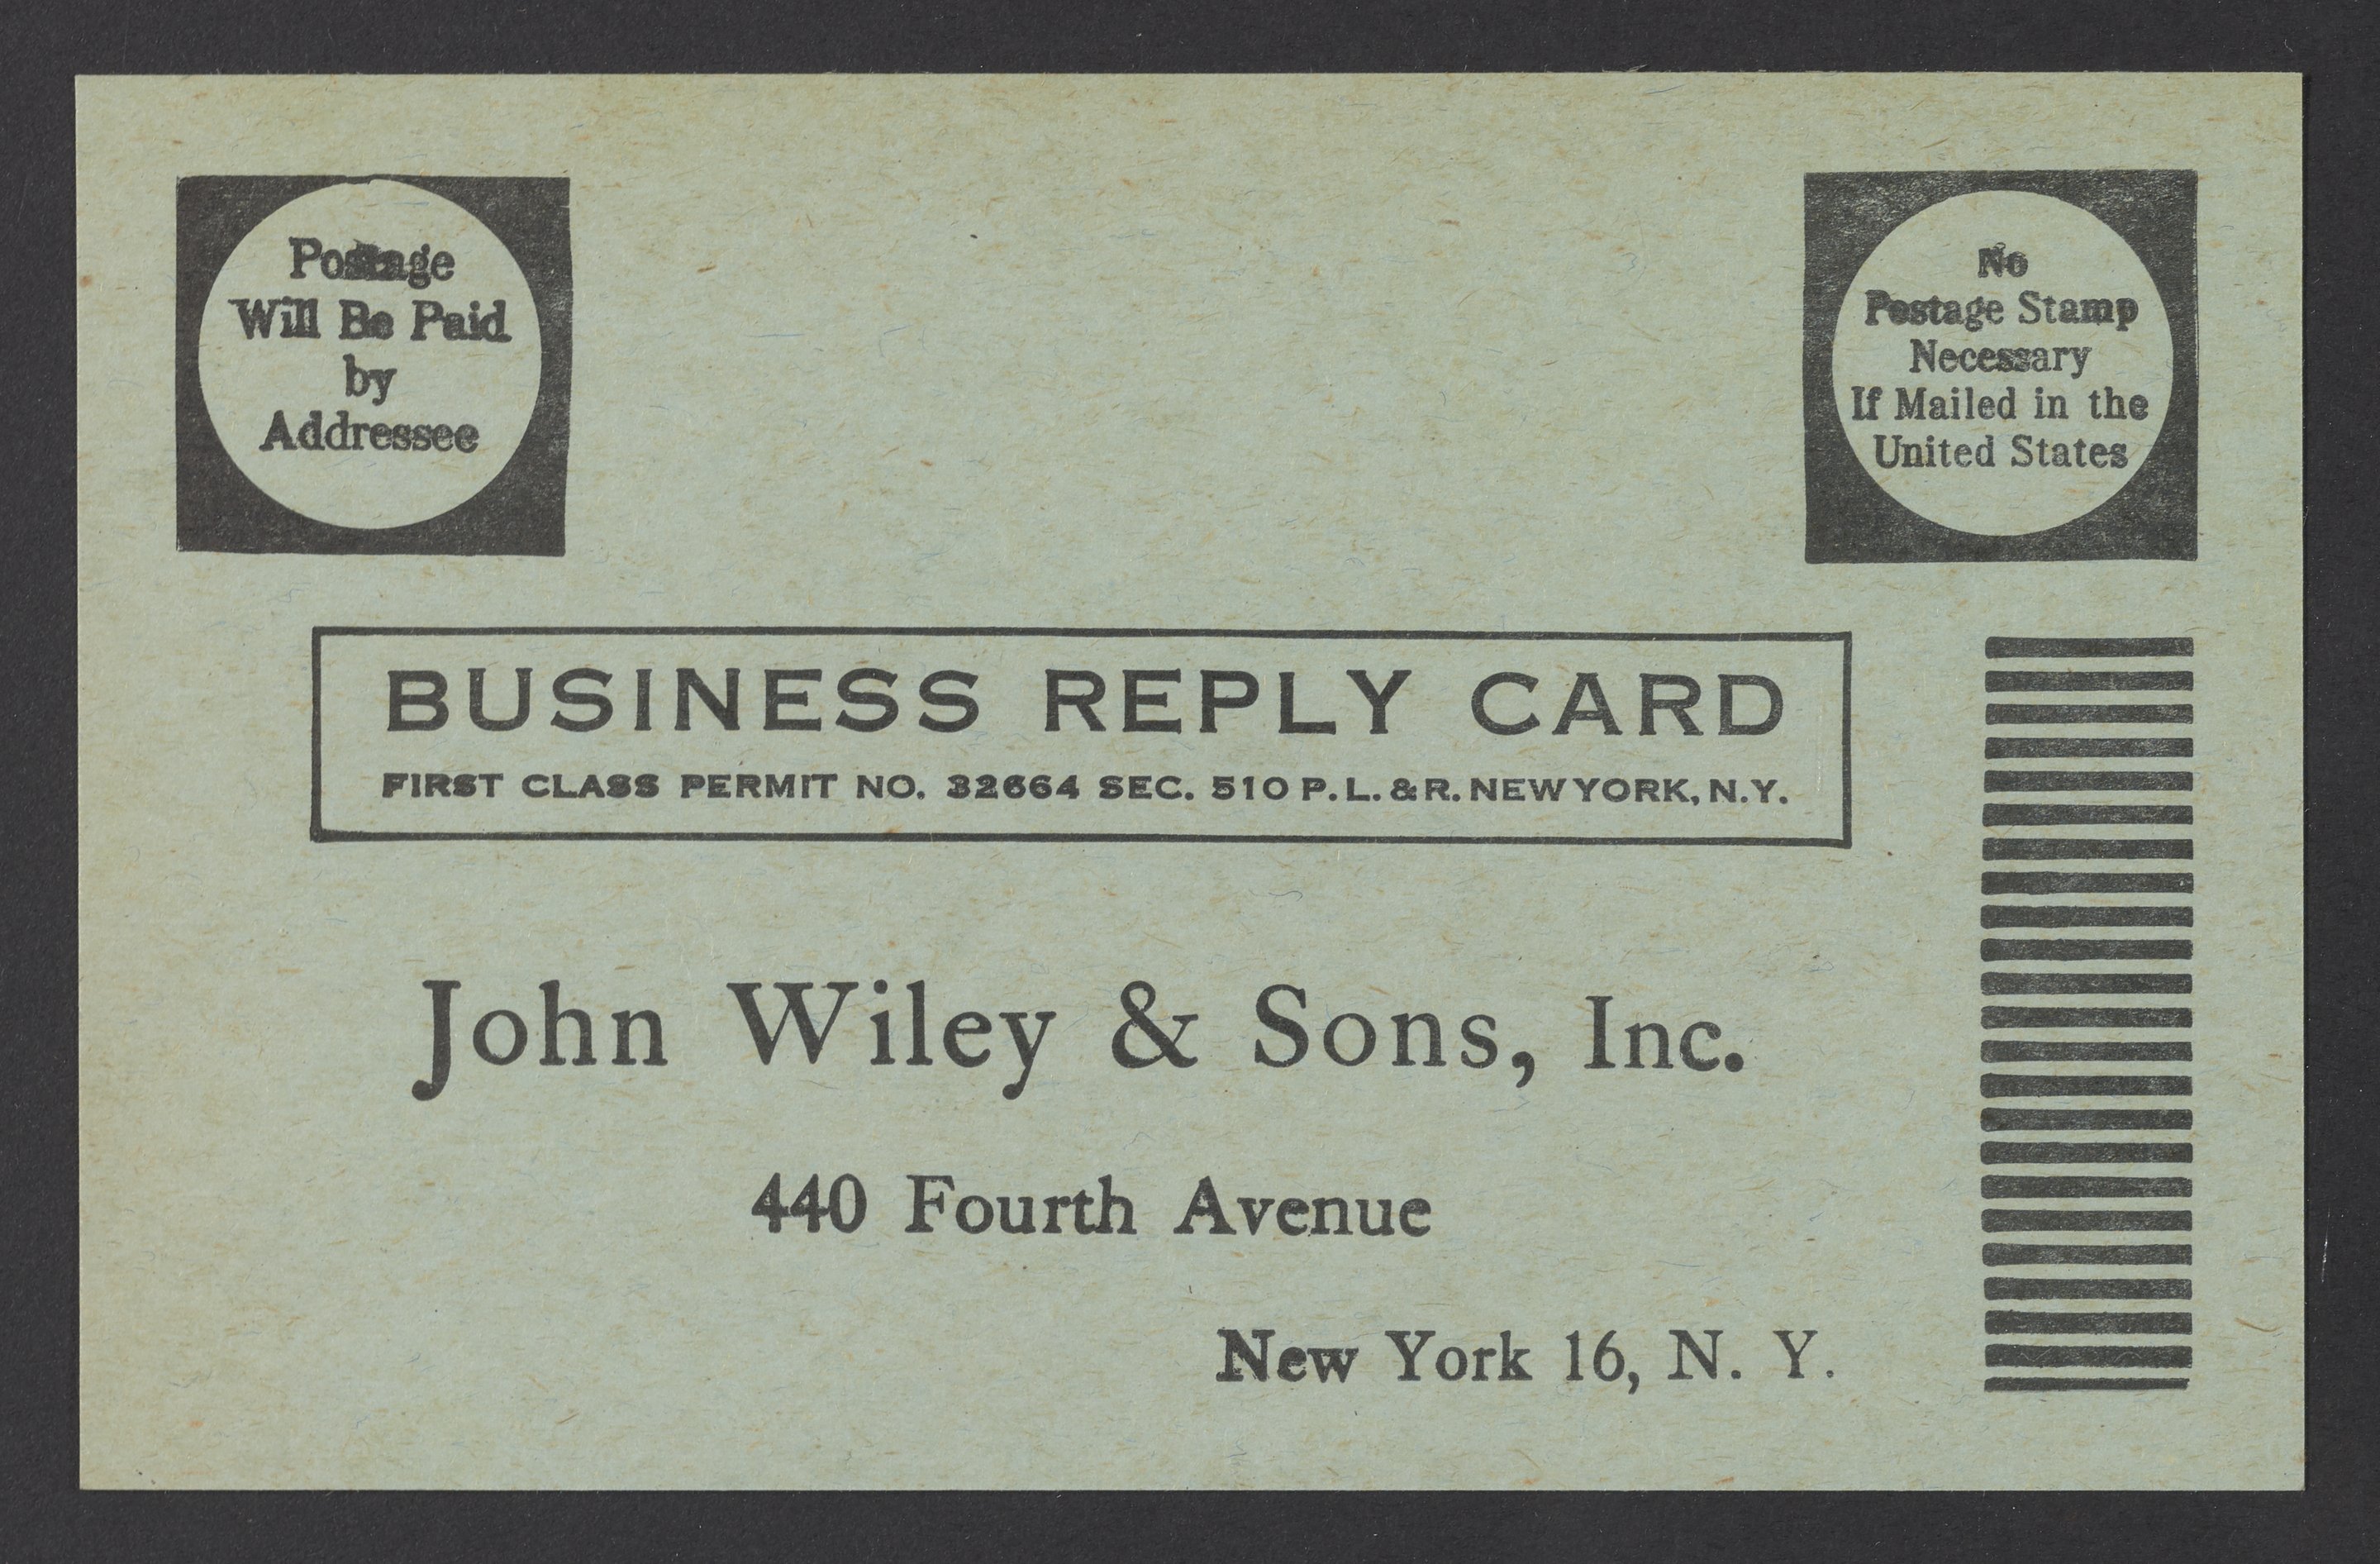 Postage
Will Be Paid
by
Addressee
No
Postage Stamp
Necessary
If Mailed in the
United States
BUSINESS REPLY CARD
FIRST CLASS PERMIT NO. 32664 SEC. 510 P. L. & R. NEW YORK, N. Y.
John Wiley & Sons, Inc.
440 Fourth Avenue
New York 16, N. Y.